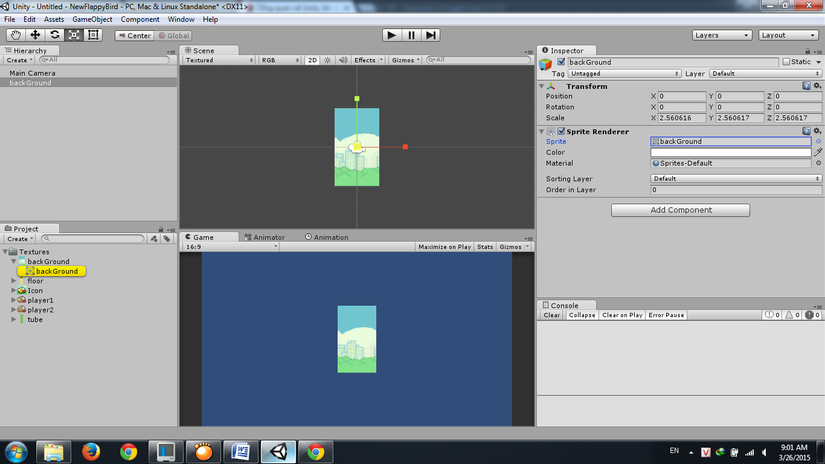 Unity - Untitled - NewFlappyBird - PC, Mac & Linux Standalone* <DX11>
File Edit Assets GameObject Component Window Help
Center Global Layers Layout
Hierarchy
Create All
Main Camera
backGround
Scene
Textured RGB 2D Effects Gizmos All
Project
Create
Textures
backGround
backGround
floor
Icon
player1
player2
tube
Game Animator Animation
16:9 Maximize on Play Stats Gizmos
Inspector
backGround Static
Tag Untagged Layer Default
Transform
Position X 0 Y 0 Z 0
Rotation X 0 Y 0 Z 0
Scale X 2.560616 Y 2.560617 Z 2.560617
Sprite Renderer
Sprite backGround
Color
Material Sprites-Default
Sorting Layer Default
Order in Layer 0
Add Component
Console
Clear Collapse Clear on Play Error Pause 0 0 0
EN 9:01 AM
3/26/2015